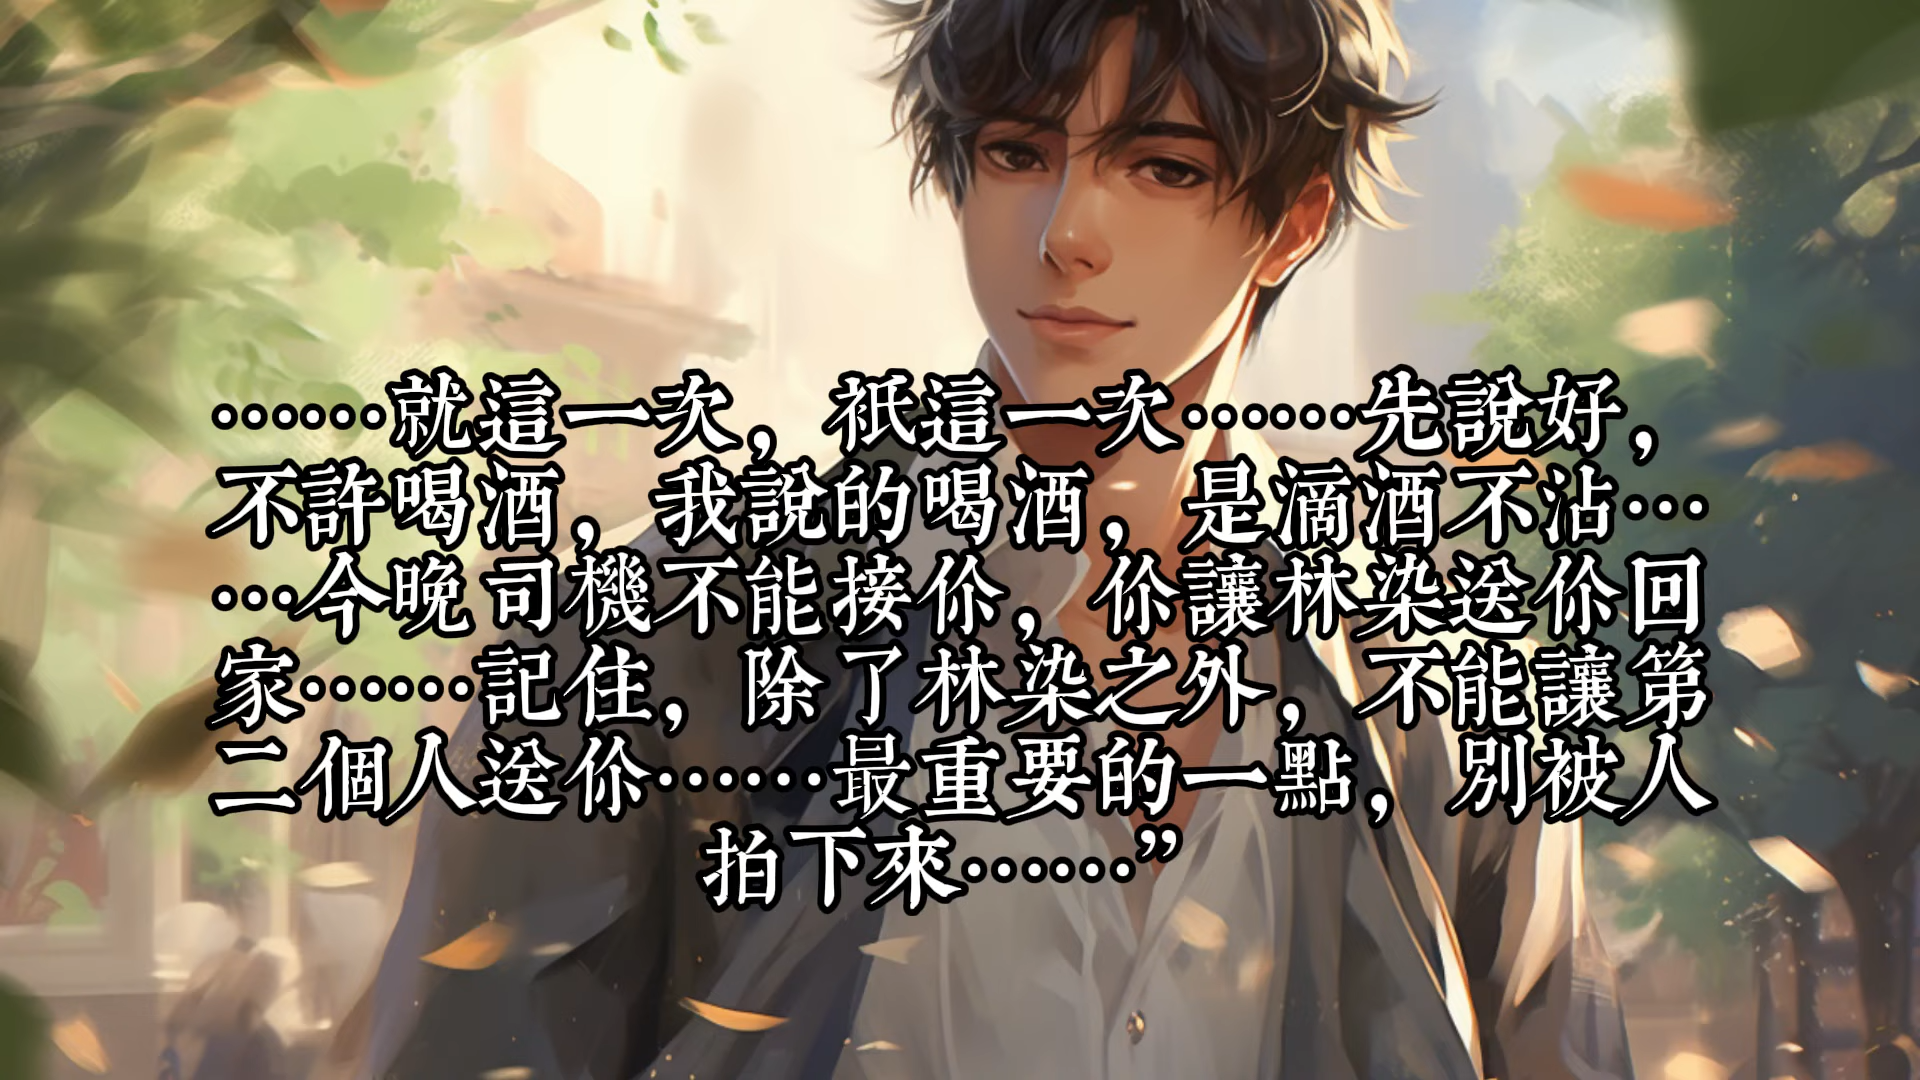 ……就這一次，祇這一次……先說好，
不許喝酒，我說的喝酒，是滴酒不沾…
…今晚司機不能接你，你讓林染送你回
家……記住，除了林染之外，不能讓第
二個人送你……最重要的一點，別被人
拍下來……”